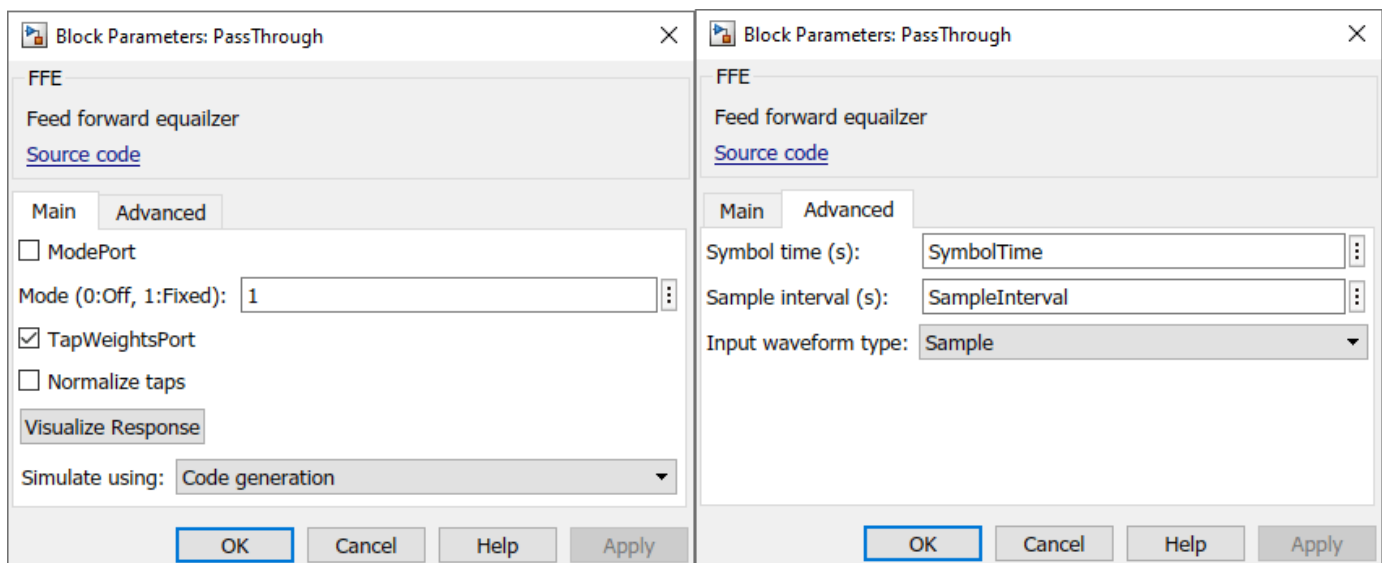 Block Parameters: PassThrough
FFE
Feed forward equailzer
Source code
Main Advanced
ModePort
Mode (0:Off, 1:Fixed): 1
TapWeightsPort
Normalize taps
Visualize Response
Simulate using: Code generation
OK Cancel Help Apply
Block Parameters: PassThrough
FFE
Feed forward equailzer
Source code
Main Advanced
Symbol time (s): SymbolTime
Sample interval (s): SampleInterval
Input waveform type: Sample
OK Cancel Help Apply